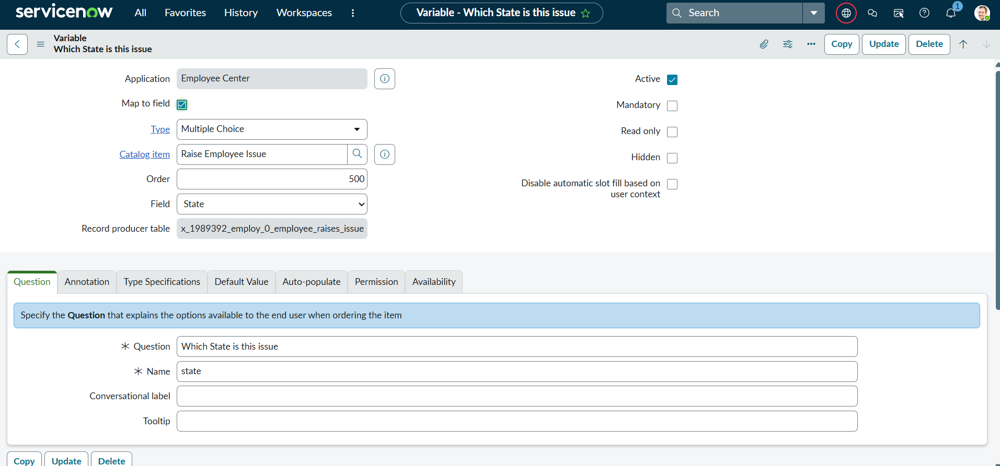 servicenow All Favorites History Workspaces Variable - Which State is this issue Search 1
Variable
Which State is this issue
Copy Update Delete
Application Employee Center
Map to field
Type Multiple Choice
Catalog item Raise Employee Issue
Order 500
Field State
Record producer table x_1989392_employ_0_employee_raises_issue
Active
Mandatory
Read only
Hidden
Disable automatic slot fill based on
user context
Question Annotation Type Specifications Default Value Auto-populate Permission Availability
Specify the Question that explains the options available to the end user when ordering the item
Question Which State is this issue
Name state
Conversational label
Tooltip
Copy Update Delete